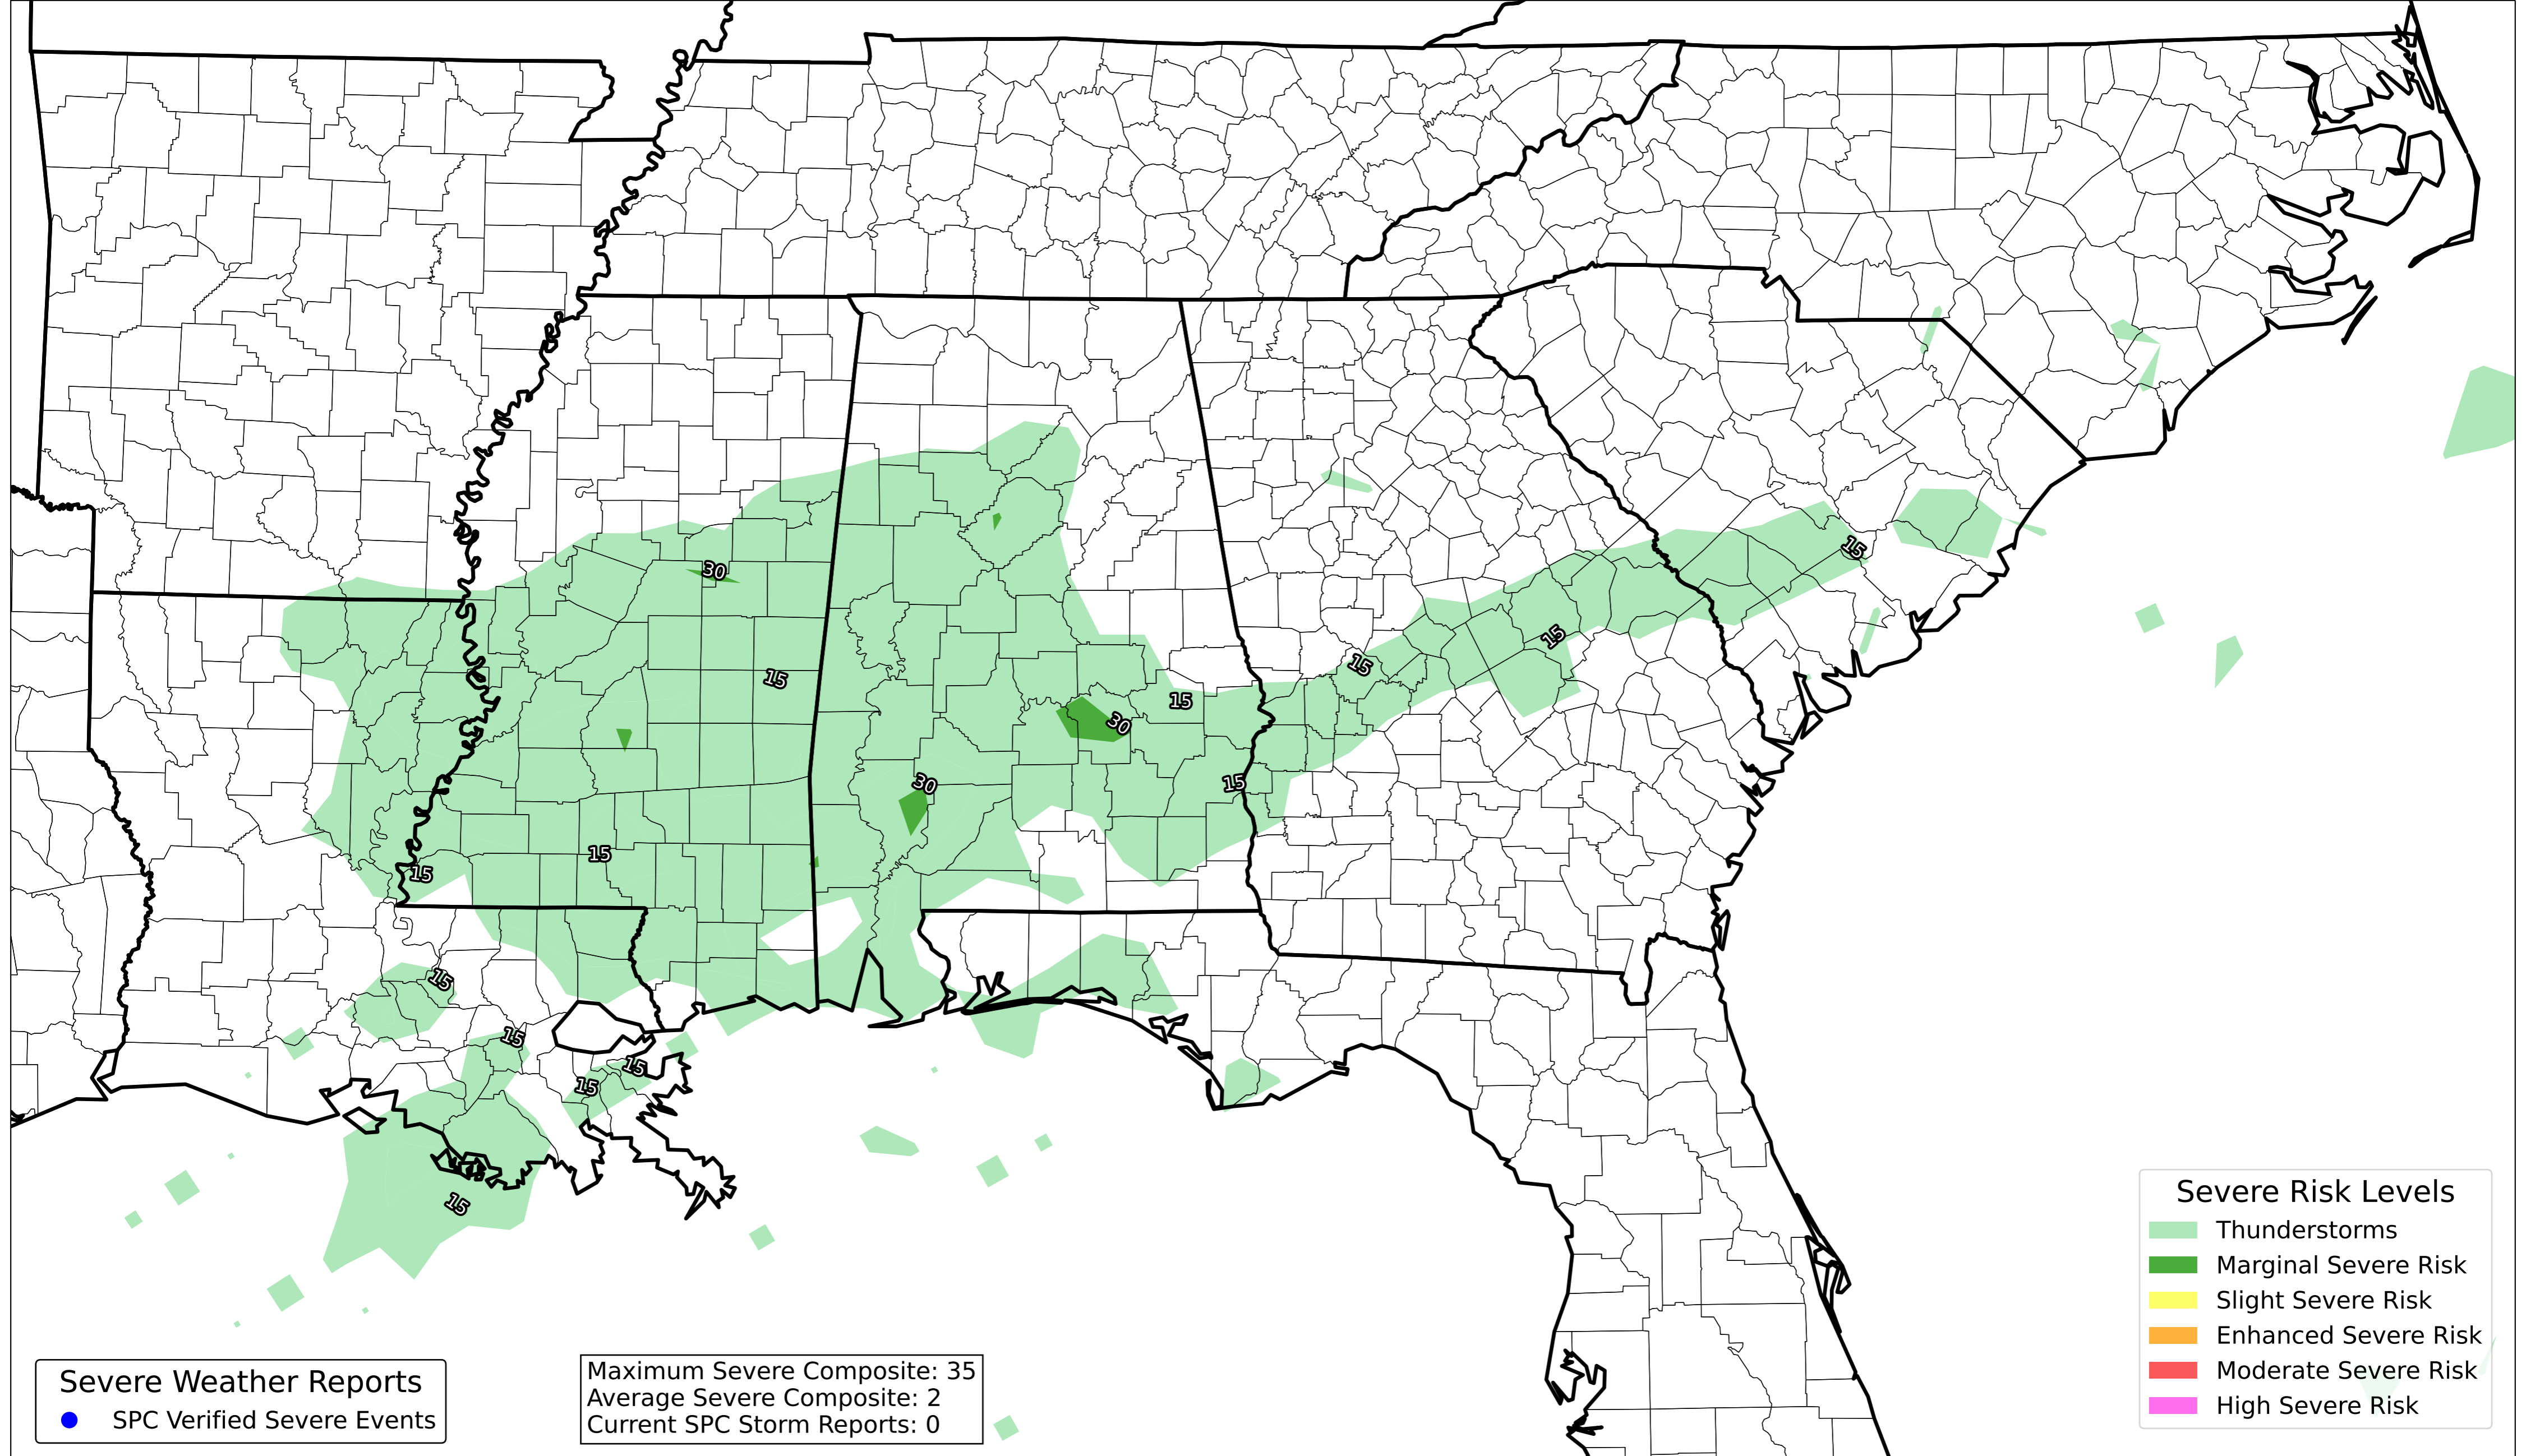 30
15
30
15
15
15
15
30
15
15
15
15
15
15
15
15
Severe Risk Levels
Thunderstorms
Marginal Severe Risk
Slight Severe Risk
Enhanced Severe Risk
Moderate Severe Risk
High Severe Risk
Severe Weather Reports
SPC Verified Severe Events
Maximum Severe Composite: 35
Average Severe Composite: 2
Current SPC Storm Reports: 0